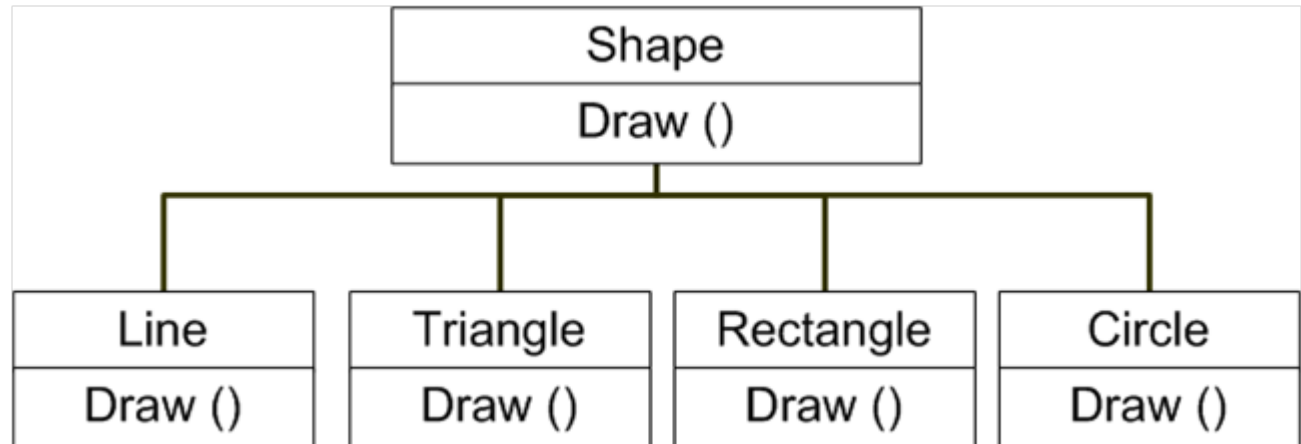 Shape
Draw ()
Line
Triangle
Rectangle
Circle
Draw ()
Draw ()
Draw ()
Draw ()